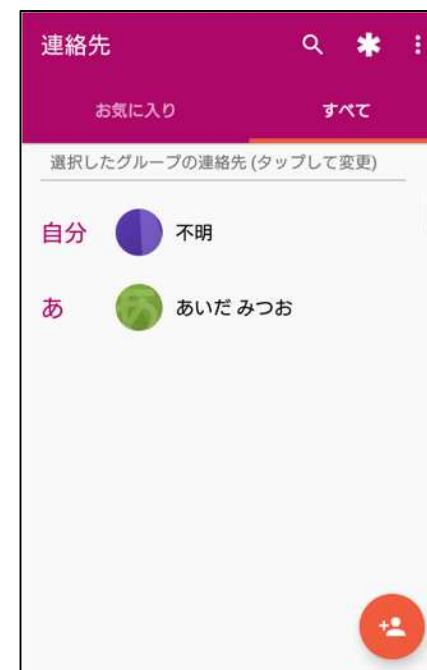 連絡先
お気に入り すべて
選択したグループの連絡先 (タップして変更)
自分 不明
あ あいだ みつお